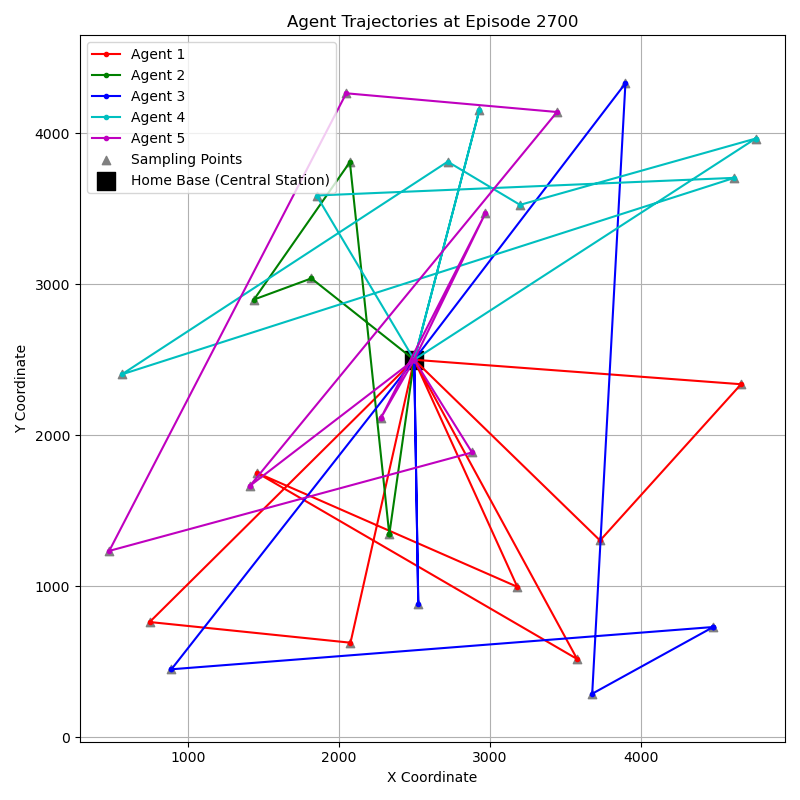 Agent Trajectories at Episode 2700
Agent 1
Agent 2
Agent 3
Agent 4
Agent 5
Sampling Points
Home Base (Central Station)
Y Coordinate
4000
3000
2000
1000
0
1000 2000 3000 4000
X Coordinate